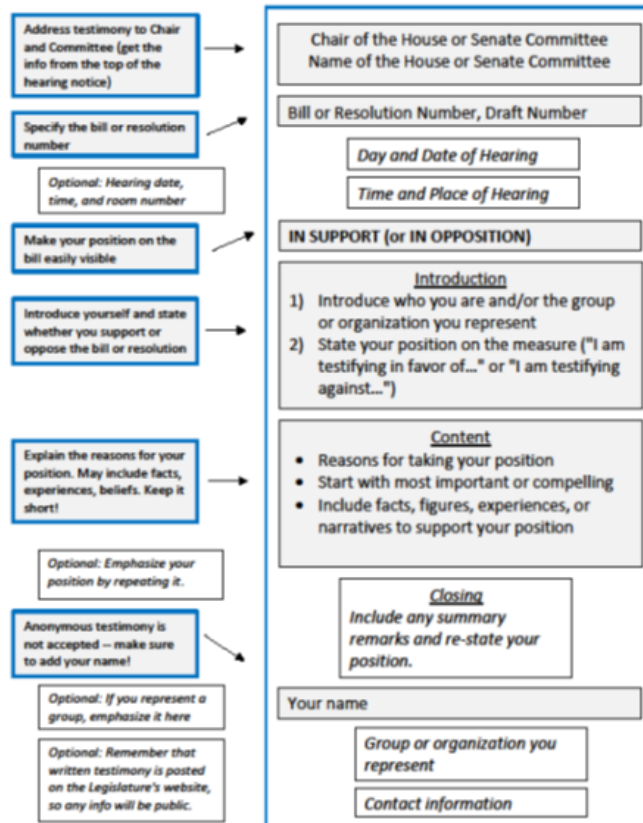 Address testimony to Chair
and Committee (get the
info from the top of the
hearing notice)
Chair of the House or Senate Committee
Name of the House or Senate Committee
Specify the bill or resolution
number
Bill or Resolution Number, Draft Number
Optional: Hearing date,
time, and room number
Day and Date of Hearing
Time and Place of Hearing
Make your position on the
bill easily visible
IN SUPPORT (or IN OPPOSITION)
Introduce yourself and state
whether you support or
oppose the bill or resolution
Introduction
1) Introduce who you are and/or the group
or organization you represent
2) State your position on the measure ("I am
testifying in favor of..." or "I am testifying
against...")
Explain the reasons for your
position. May include facts,
experiences, beliefs. Keep it
short!
Content
• Reasons for taking your position
• Start with most important or compelling
• Include facts, figures, experiences, or
narratives to support your position
Optional: Emphasize your
position by repeating it.
Closing
Include any summary
remarks and re-state your
position.
Anonymous testimony is
not accepted -- make sure
to add your name!
Your name
Optional: If you represent a
group, emphasize it here
Group or organization you
represent
Optional: Remember that
written testimony is posted
on the Legislature's website,
so any info will be public.
Contact information